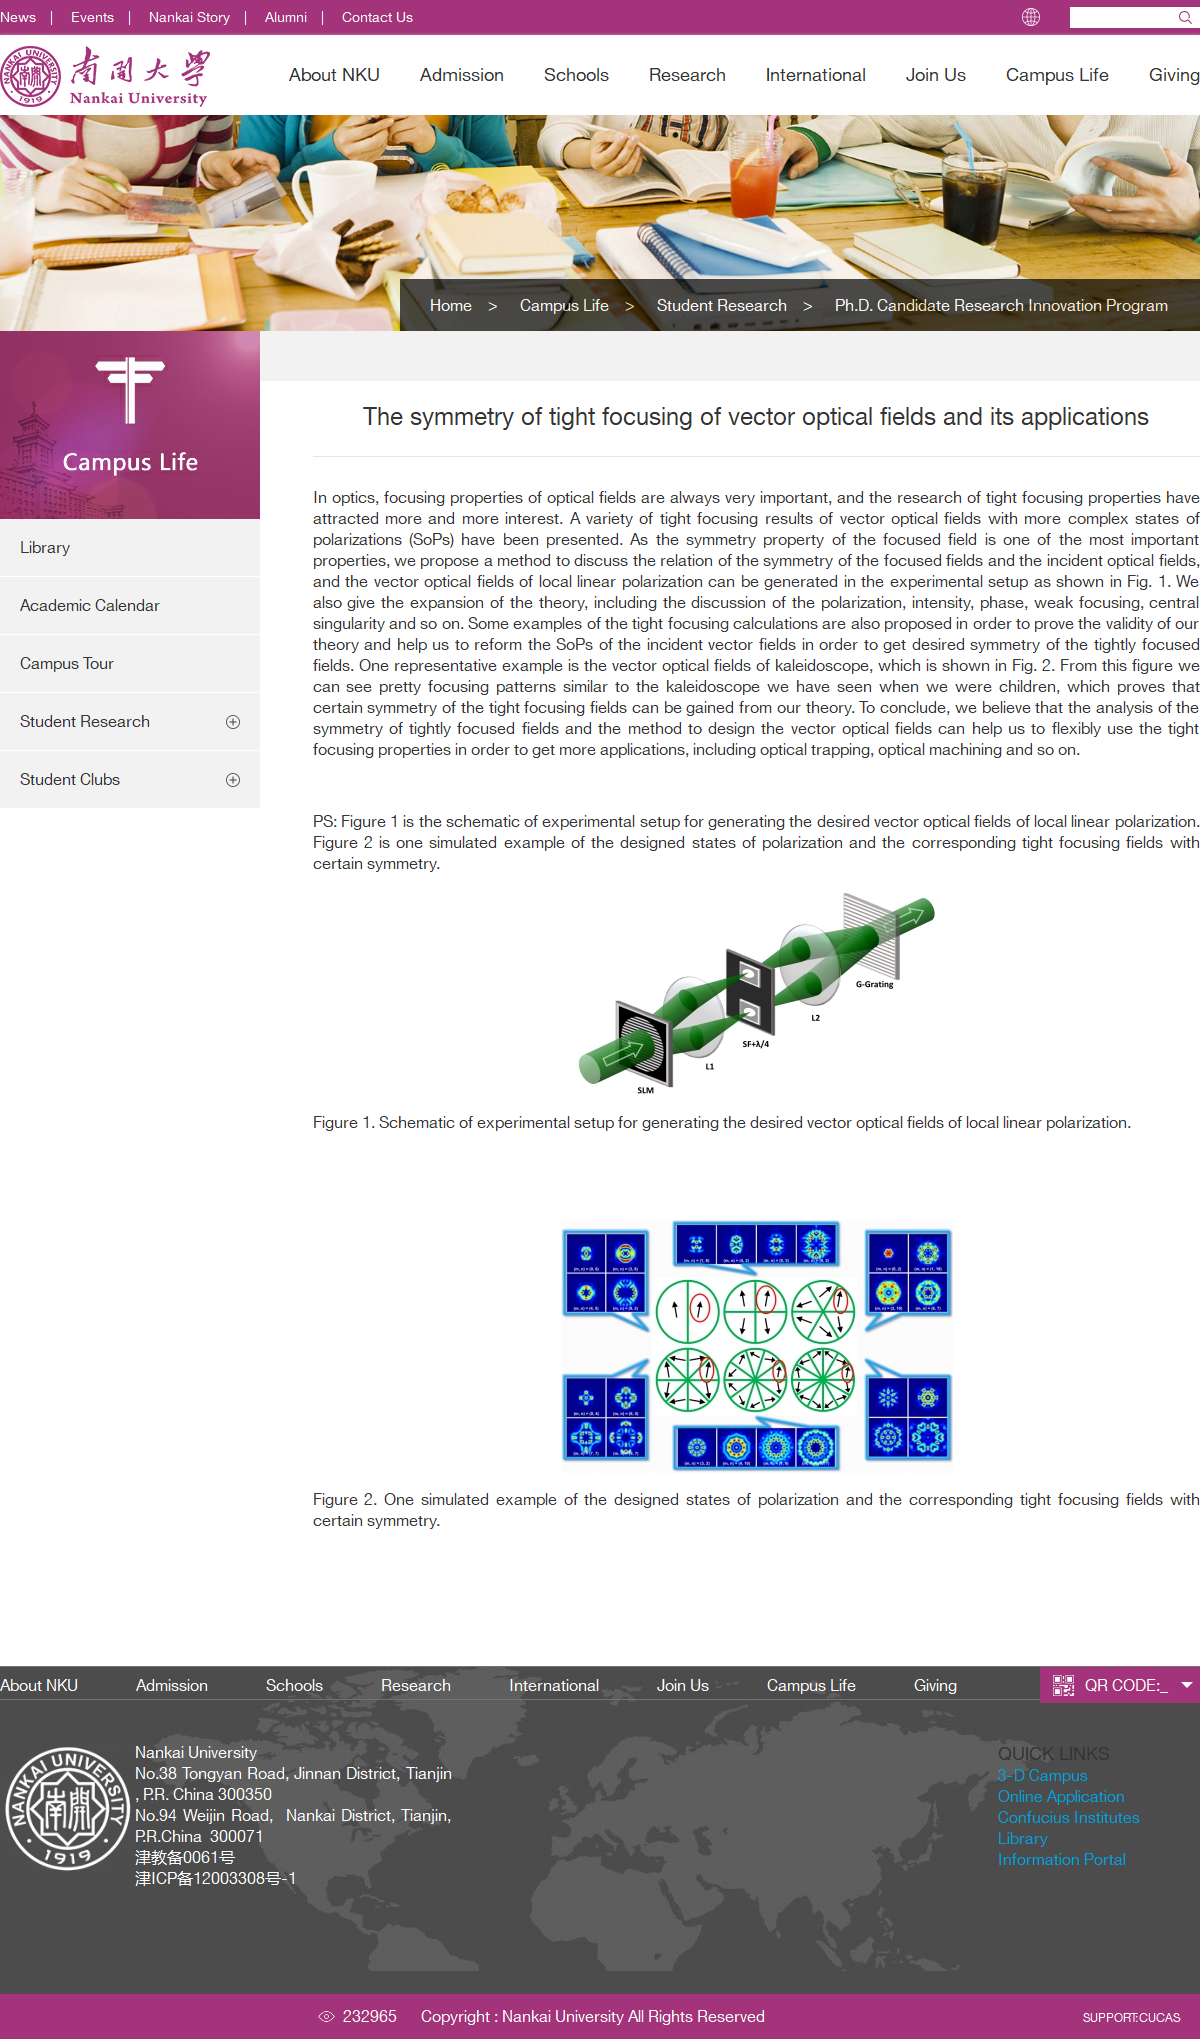 News | Events | Nankai Story | Alumni | Contact Us
南開大學
Nankai University
NANKAI UNIVERSITY
1919
About NKU Admission Schools Research International Join Us Campus Life Giving
Home > Campus Life > Student Research > Ph.D. Candidate Research Innovation Program
Campus Life
Library
Academic Calendar
Campus Tour
Student Research
Student Clubs
The symmetry of tight focusing of vector optical fields and its applications
In optics, focusing properties of optical fields are always very important, and the research of tight focusing properties have
attracted more and more interest. A variety of tight focusing results of vector optical fields with more complex states of
polarizations (SoPs) have been presented. As the symmetry property of the focused field is one of the most important
properties, we propose a method to discuss the relation of the symmetry of the focused fields and the incident optical fields,
and the vector optical fields of local linear polarization can be generated in the experimental setup as shown in Fig. 1. We
also give the expansion of the theory, including the discussion of the polarization, intensity, phase, weak focusing, central
singularity and so on. Some examples of the tight focusing calculations are also proposed in order to prove the validity of our
theory and help us to reform the SoPs of the incident vector fields in order to get desired symmetry of the tightly focused
fields. One representative example is the vector optical fields of kaleidoscope, which is shown in Fig. 2. From this figure we
can see pretty focusing patterns similar to the kaleidoscope we have seen when we were children, which proves that
certain symmetry of the tight focusing fields can be gained from our theory. To conclude, we believe that the analysis of the
symmetry of tightly focused fields and the method to design the vector optical fields can help us to flexibly use the tight
focusing properties in order to get more applications, including optical trapping, optical machining and so on.
PS: Figure 1 is the schematic of experimental setup for generating the desired vector optical fields of local linear polarization.
Figure 2 is one simulated example of the designed states of polarization and the corresponding tight focusing fields with
certain symmetry.
G-Grating
L2
SF+λ/4
L1
SLM
Figure 1. Schematic of experimental setup for generating the desired vector optical fields of local linear polarization.
Figure 2. One simulated example of the designed states of polarization and the corresponding tight focusing fields with
certain symmetry.
About NKU Admission Schools Research International Join Us Campus Life Giving
QR CODE:_
NANKAI UNIVERSITY
南開
1919
Nankai University
No.38 Tongyan Road, Jinnan District, Tianjin
, P.R. China 300350
No.94 Weijin Road, Nankai District, Tianjin,
P.R.China 300071
津教备0061号
津ICP备12003308号-1
QUICK LINKS
3-D Campus
Online Application
Confucius Institutes
Library
Information Portal
232965 Copyright : Nankai University All Rights Reserved
SUPPORT:CUCAS